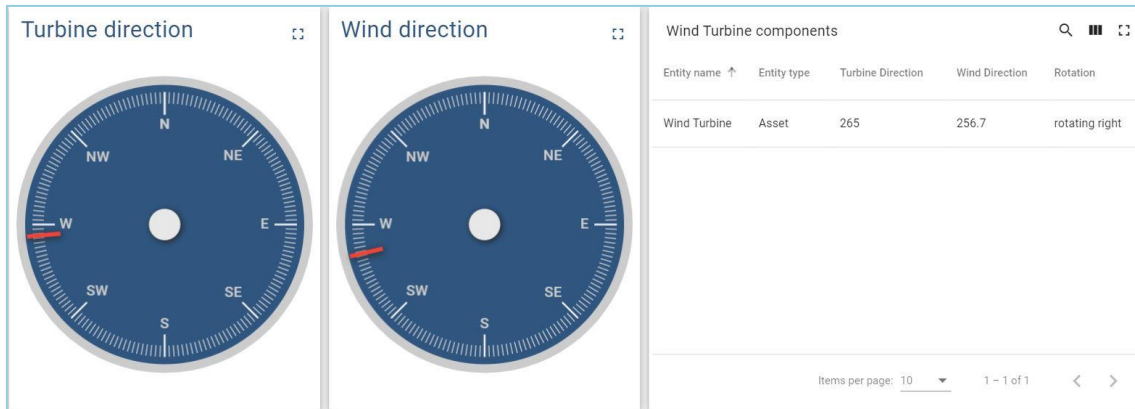 Turbine direction
N
NW
NE
W
E
SW
SE
S
Wind direction
N
NW
NE
W
E
SW
SE
S
Wind Turbine components
Entity name ↑ Entity type Turbine Direction Wind Direction Rotation
Wind Turbine Asset 265 256.7 rotating right
Items per page: 10 1 – 1 of 1